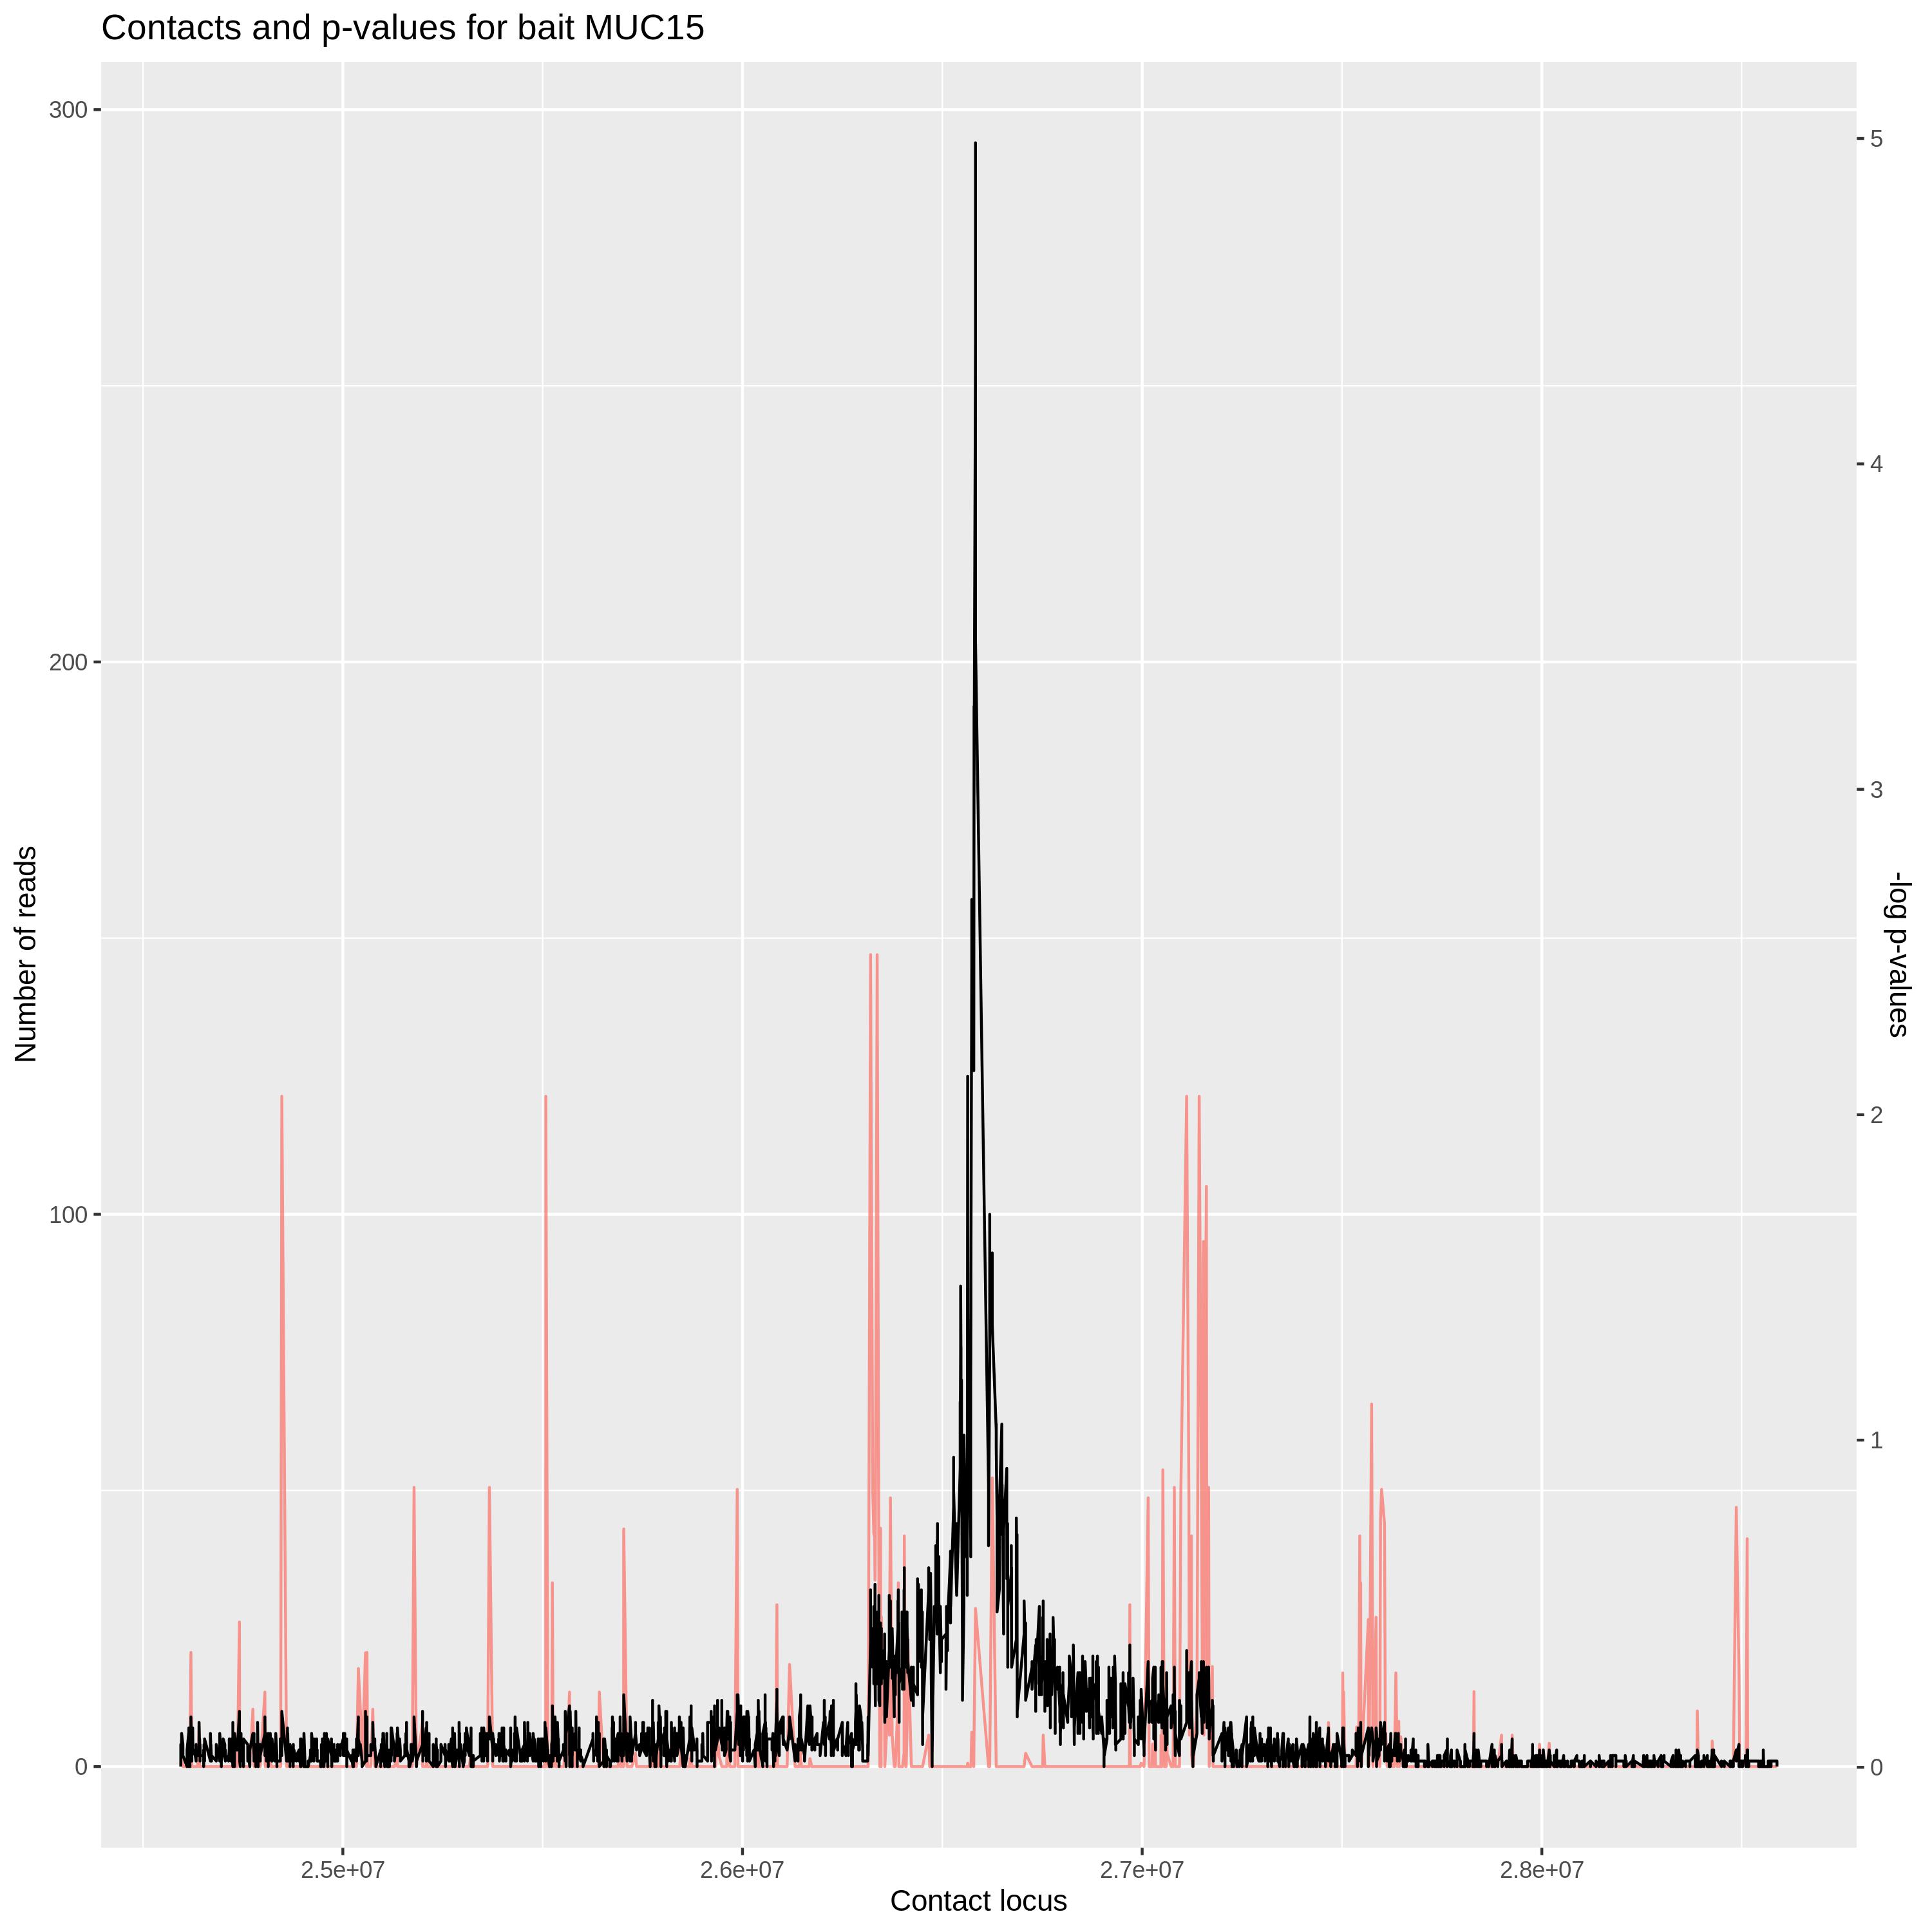 Contacts and p-values for bait MUC15
300
200
100
0
Number of reads
5
4
3
2
1
0
-log p-values
2.5e+07
2.6e+07
2.7e+07
2.8e+07
Contact locus